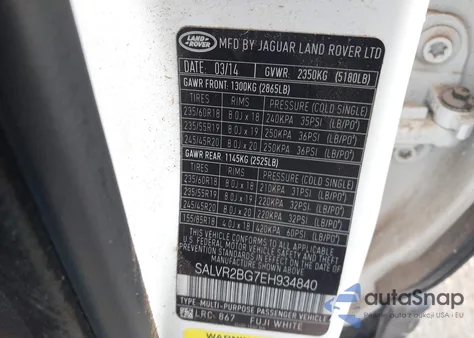 LAND ROVER
MFD BY JAGUAR LAND ROVER LTD
DATE: 03/14 GVWR: 2350KG (5180LB)
GAWR FRONT: 1300KG (2865LB)
TIRES RIMS PRESSURE (COLD SINGLE)
235/60R18 8.0J x 18 240KPA 35PSI (LB/PO²)
235/55R19 8.0J x 19 250KPA 36PSI (LB/PO²)
245/45R20 8.0J x 20 250KPA 36PSI (LB/PO²)
GAWR REAR: 1145KG (2525LB)
TIRES RIMS PRESSURE (COLD SINGLE)
235/60R18 8.0J x 18 210KPA 31PSI (LB/PO²)
235/55R19 8.0J x 19 220KPA 32PSI (LB/PO²)
245/45R20 8.0J x 20 220KPA 32PSI (LB/PO²)
155/85R18 4.0J x 18 420KPA 60PSI (LB/PO²)
THIS VEHICLE CONFORMS TO ALL APPLICABLE
FEDERAL MOTOR VEHICLE SAFETY AND THEFT
PREVENTION STANDARDS IN EFFECT ON THE
DATE OF MANUFACTURE SHOWN ABOVE
SALVR2BG7EH934840
TYPE: MULTI-PURPOSE PASSENGER VEHICLE
LRC: 867 FUJI WHITE
WARNING
autoSnap
Dostawa z aukcji USA i EU